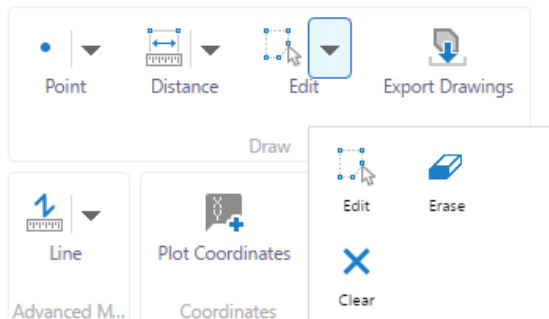 Point
Distance
Edit
Export Drawings
Draw
Edit
Erase
Line
Plot Coordinates
Clear
Advanced M...
Coordinates